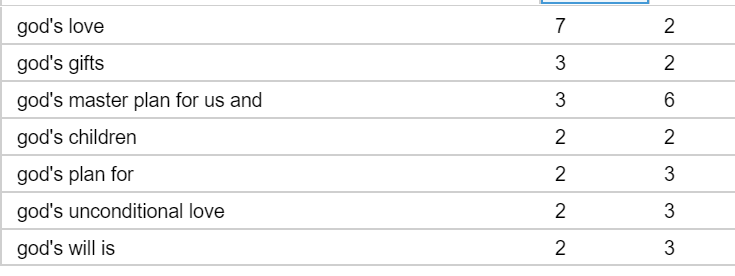 god's love 7 2
god's gifts 3 2
god's master plan for us and 3 6
god's children 2 2
god's plan for 2 3
god's unconditional love 2 3
god's will is 2 3